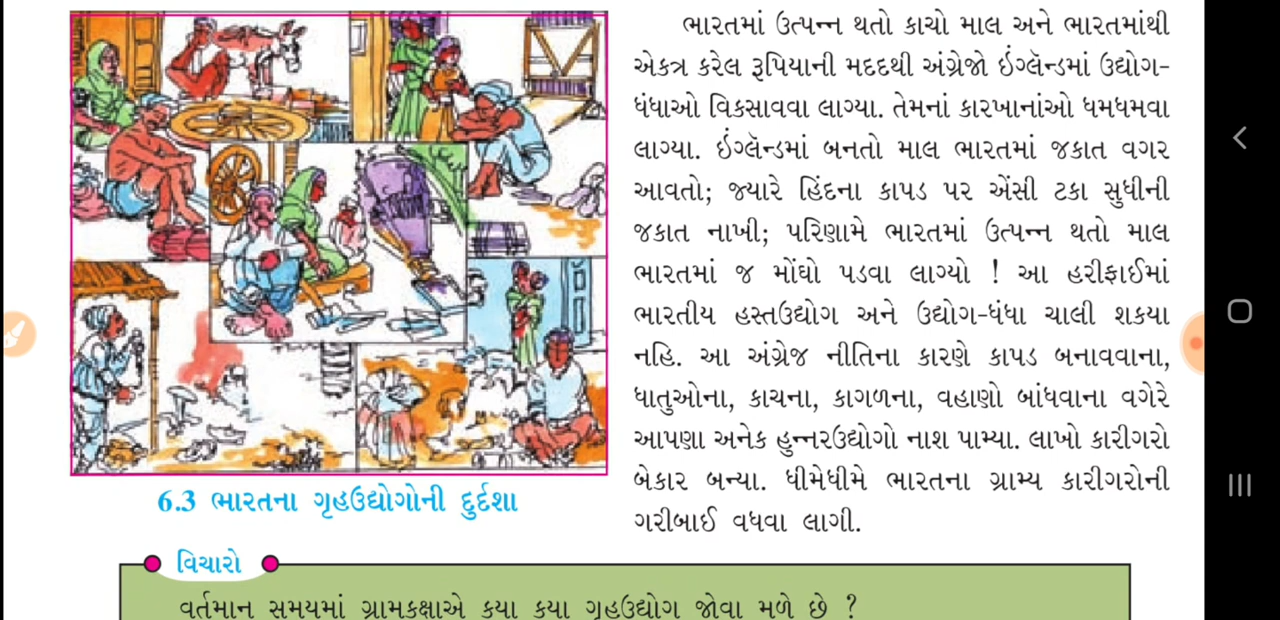 ભારતમાં ઉત્પન્ન થતો કાચો માલ અને ભારતમાંથી
એકત્ર કરેલ રૂપિયાની મદદથી અંગ્રેજો ઇંગ્લૅન્ડમાં ઉદ્યોગ-
ધંધાઓ વિકસાવવા લાગ્યા. તેમનાં કારખાનાંઓ ધમધમવા
લાગ્યા. ઇંગ્લૅન્ડમાં બનતો માલ ભારતમાં જકાત વગર
આવતો; જ્યારે હિંદના કાપડ પર એંસી ટકા સુધીની
જકાત નાખી; પરિણામે ભારતમાં ઉત્પન્ન થતો માલ
ભારતમાં જ મોંઘો પડવા લાગ્યો ! આ હરીફાઈમાં
ભારતીય હસ્તઉદ્યોગ અને ઉદ્યોગ-ધંધા ચાલી શકયા
નહિ. આ અંગ્રેજ નીતિના કારણે કાપડ બનાવવાના,
ધાતુઓના, કાચના, કાગળના, વહાણો બાંધવાના વગેરે
આપણા અનેક હુન્નરઉદ્યોગો નાશ પામ્યા. લાખો કારીગરો
બેકાર બન્યા. ધીમેધીમે ભારતના ગ્રામ્ય કારીગરોની
ગરીબાઈ વધવા લાગી.
6.3 ભારતના ગૃહઉદ્યોગોની દુર્દશા
વિચારો
વર્તમાન સમયમાં ગ્રામકક્ષાએ કયા કયા ગૃહઉદ્યોગ જોવા મળે છે ?